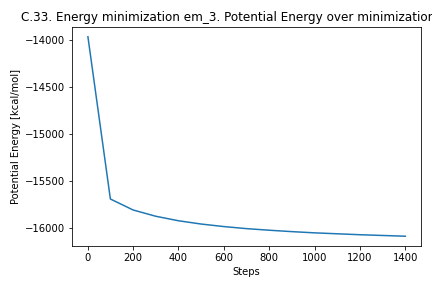 C.33. Energy minimization em_3. Potential Energy over minimization
−14000
−14500
−15000
−15500
−16000
Potential Energy [kcal/mol]
0 200 400 600 800 1000 1200 1400
Steps